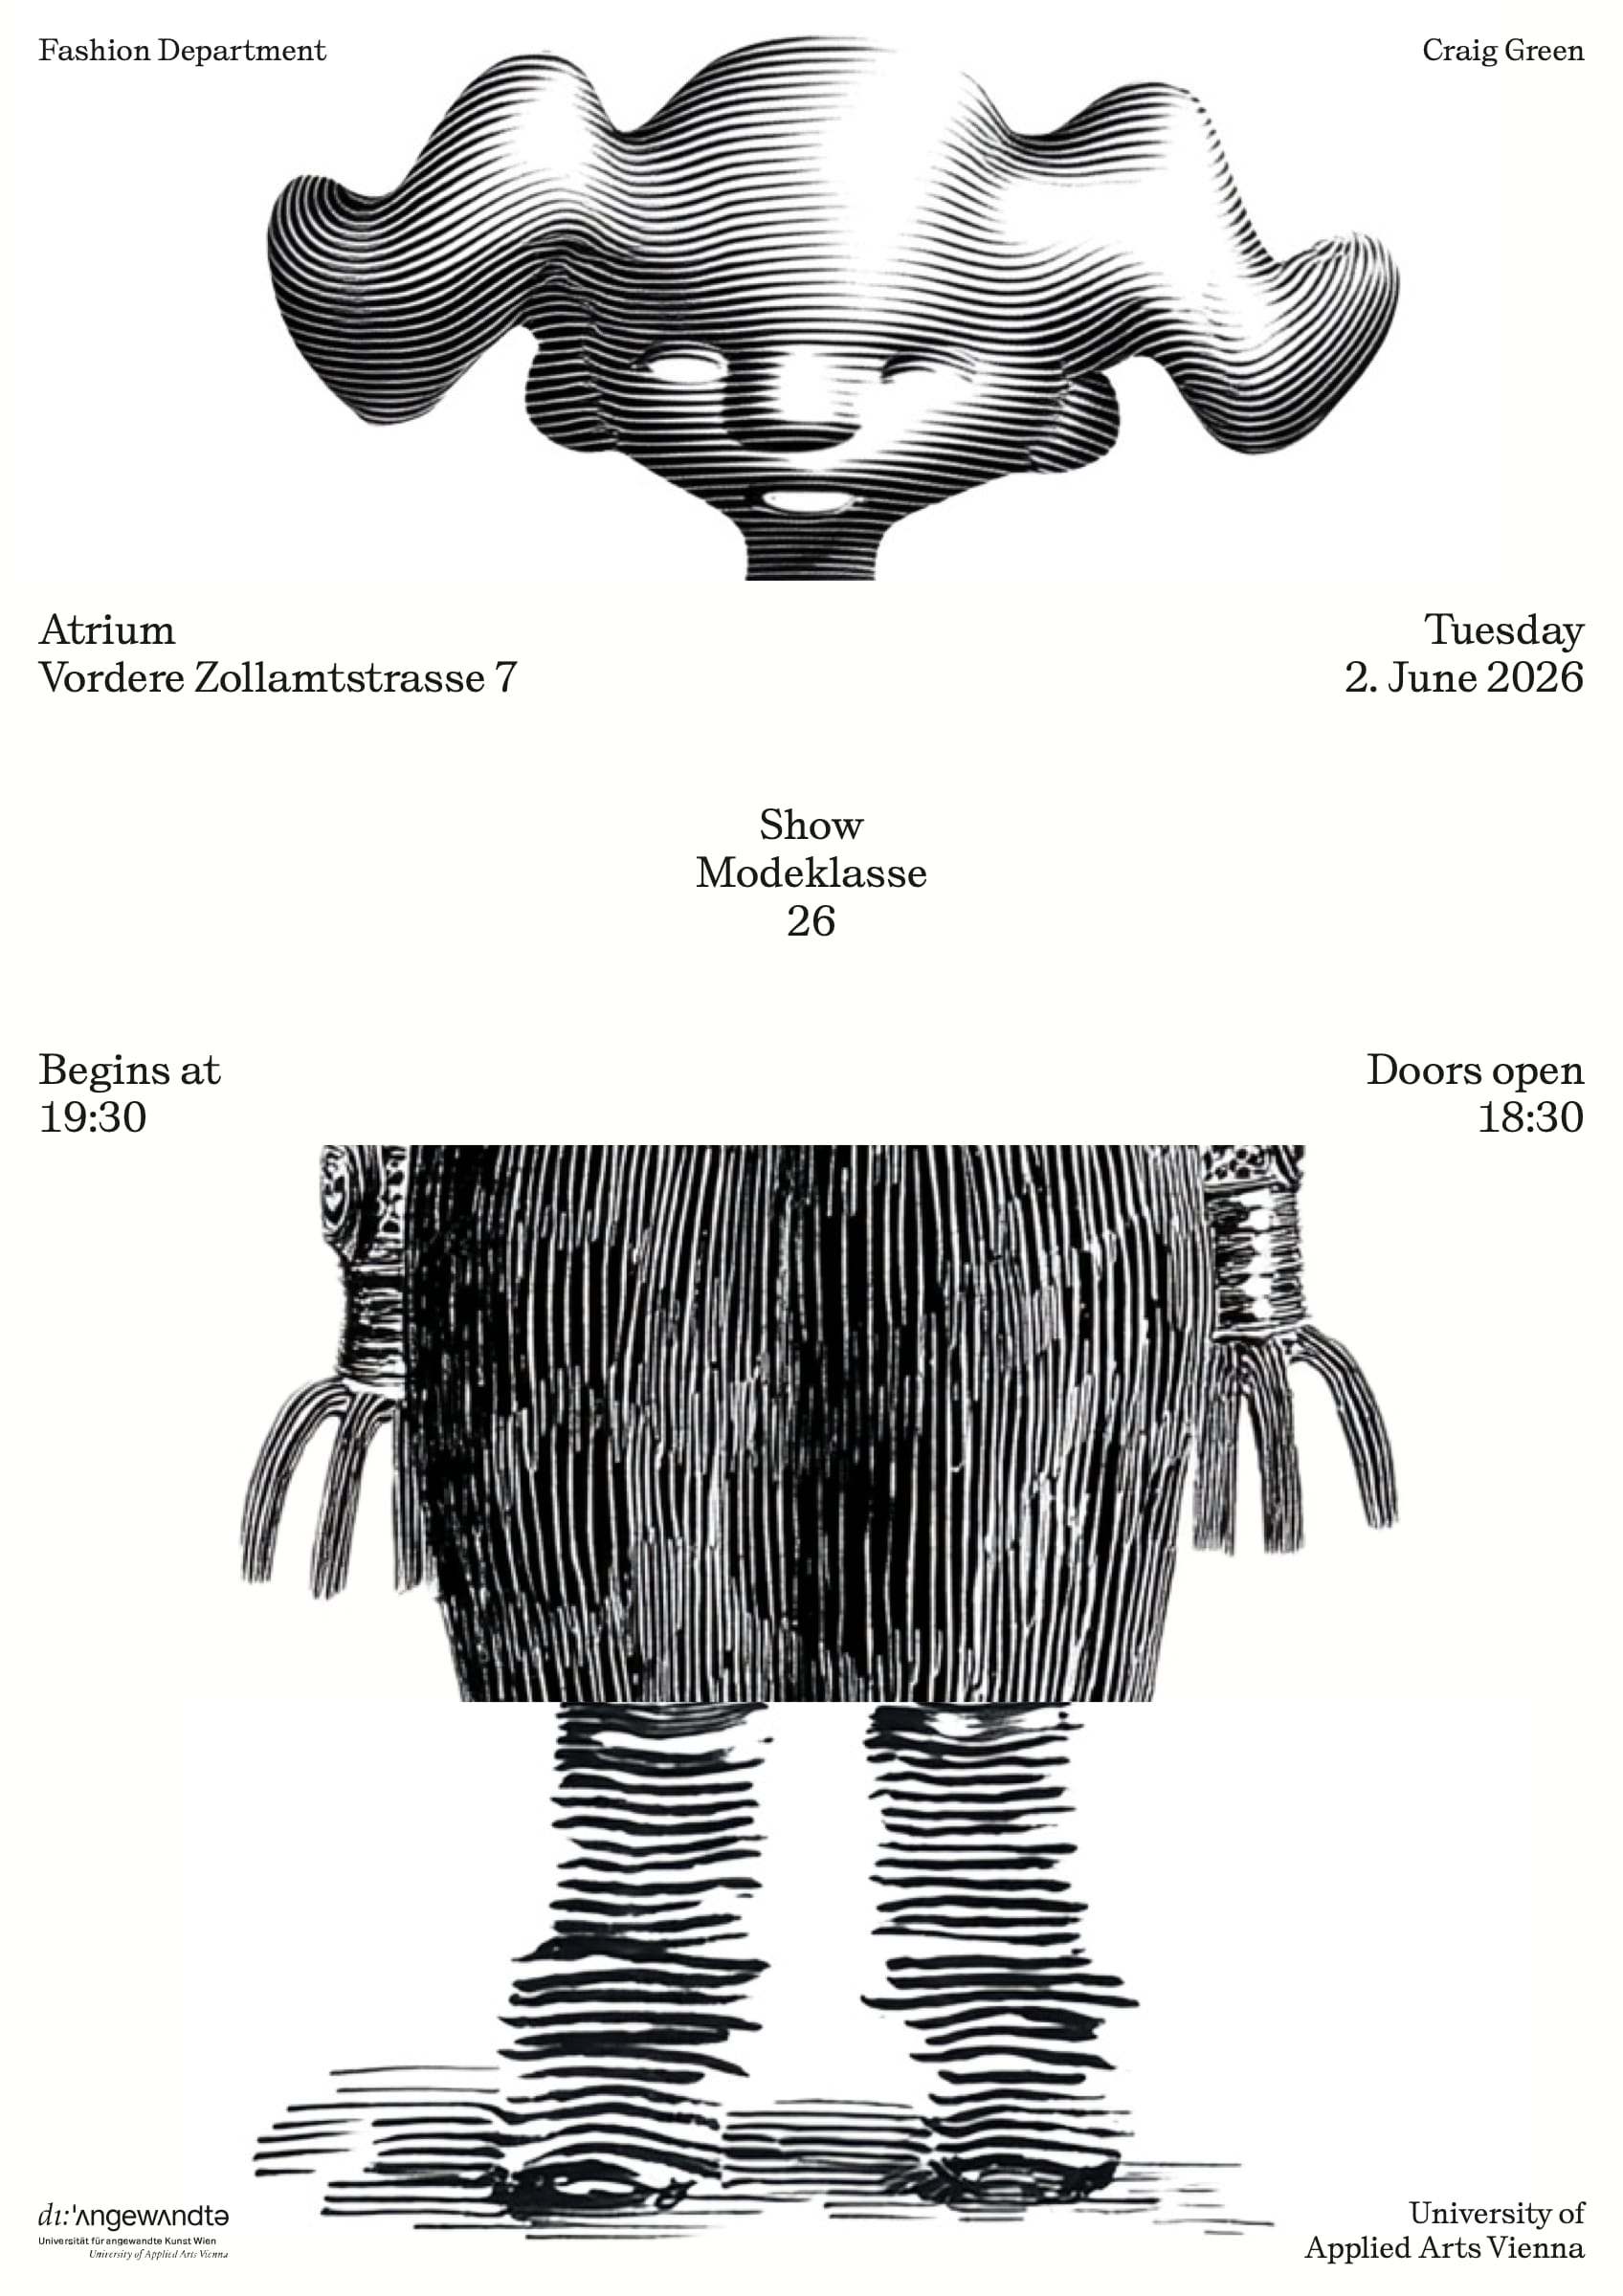 Fashion Department
Craig Green
Atrium
Vordere Zollamtstrasse 7
Tuesday
2. June 2026
Show
Modeklasse
26
Begins at
19:30
Doors open
18:30
dı:'ʌngewʌndtə
Universität für angewandte Kunst Wien
University of Applied Arts Vienna
University of
Applied Arts Vienna